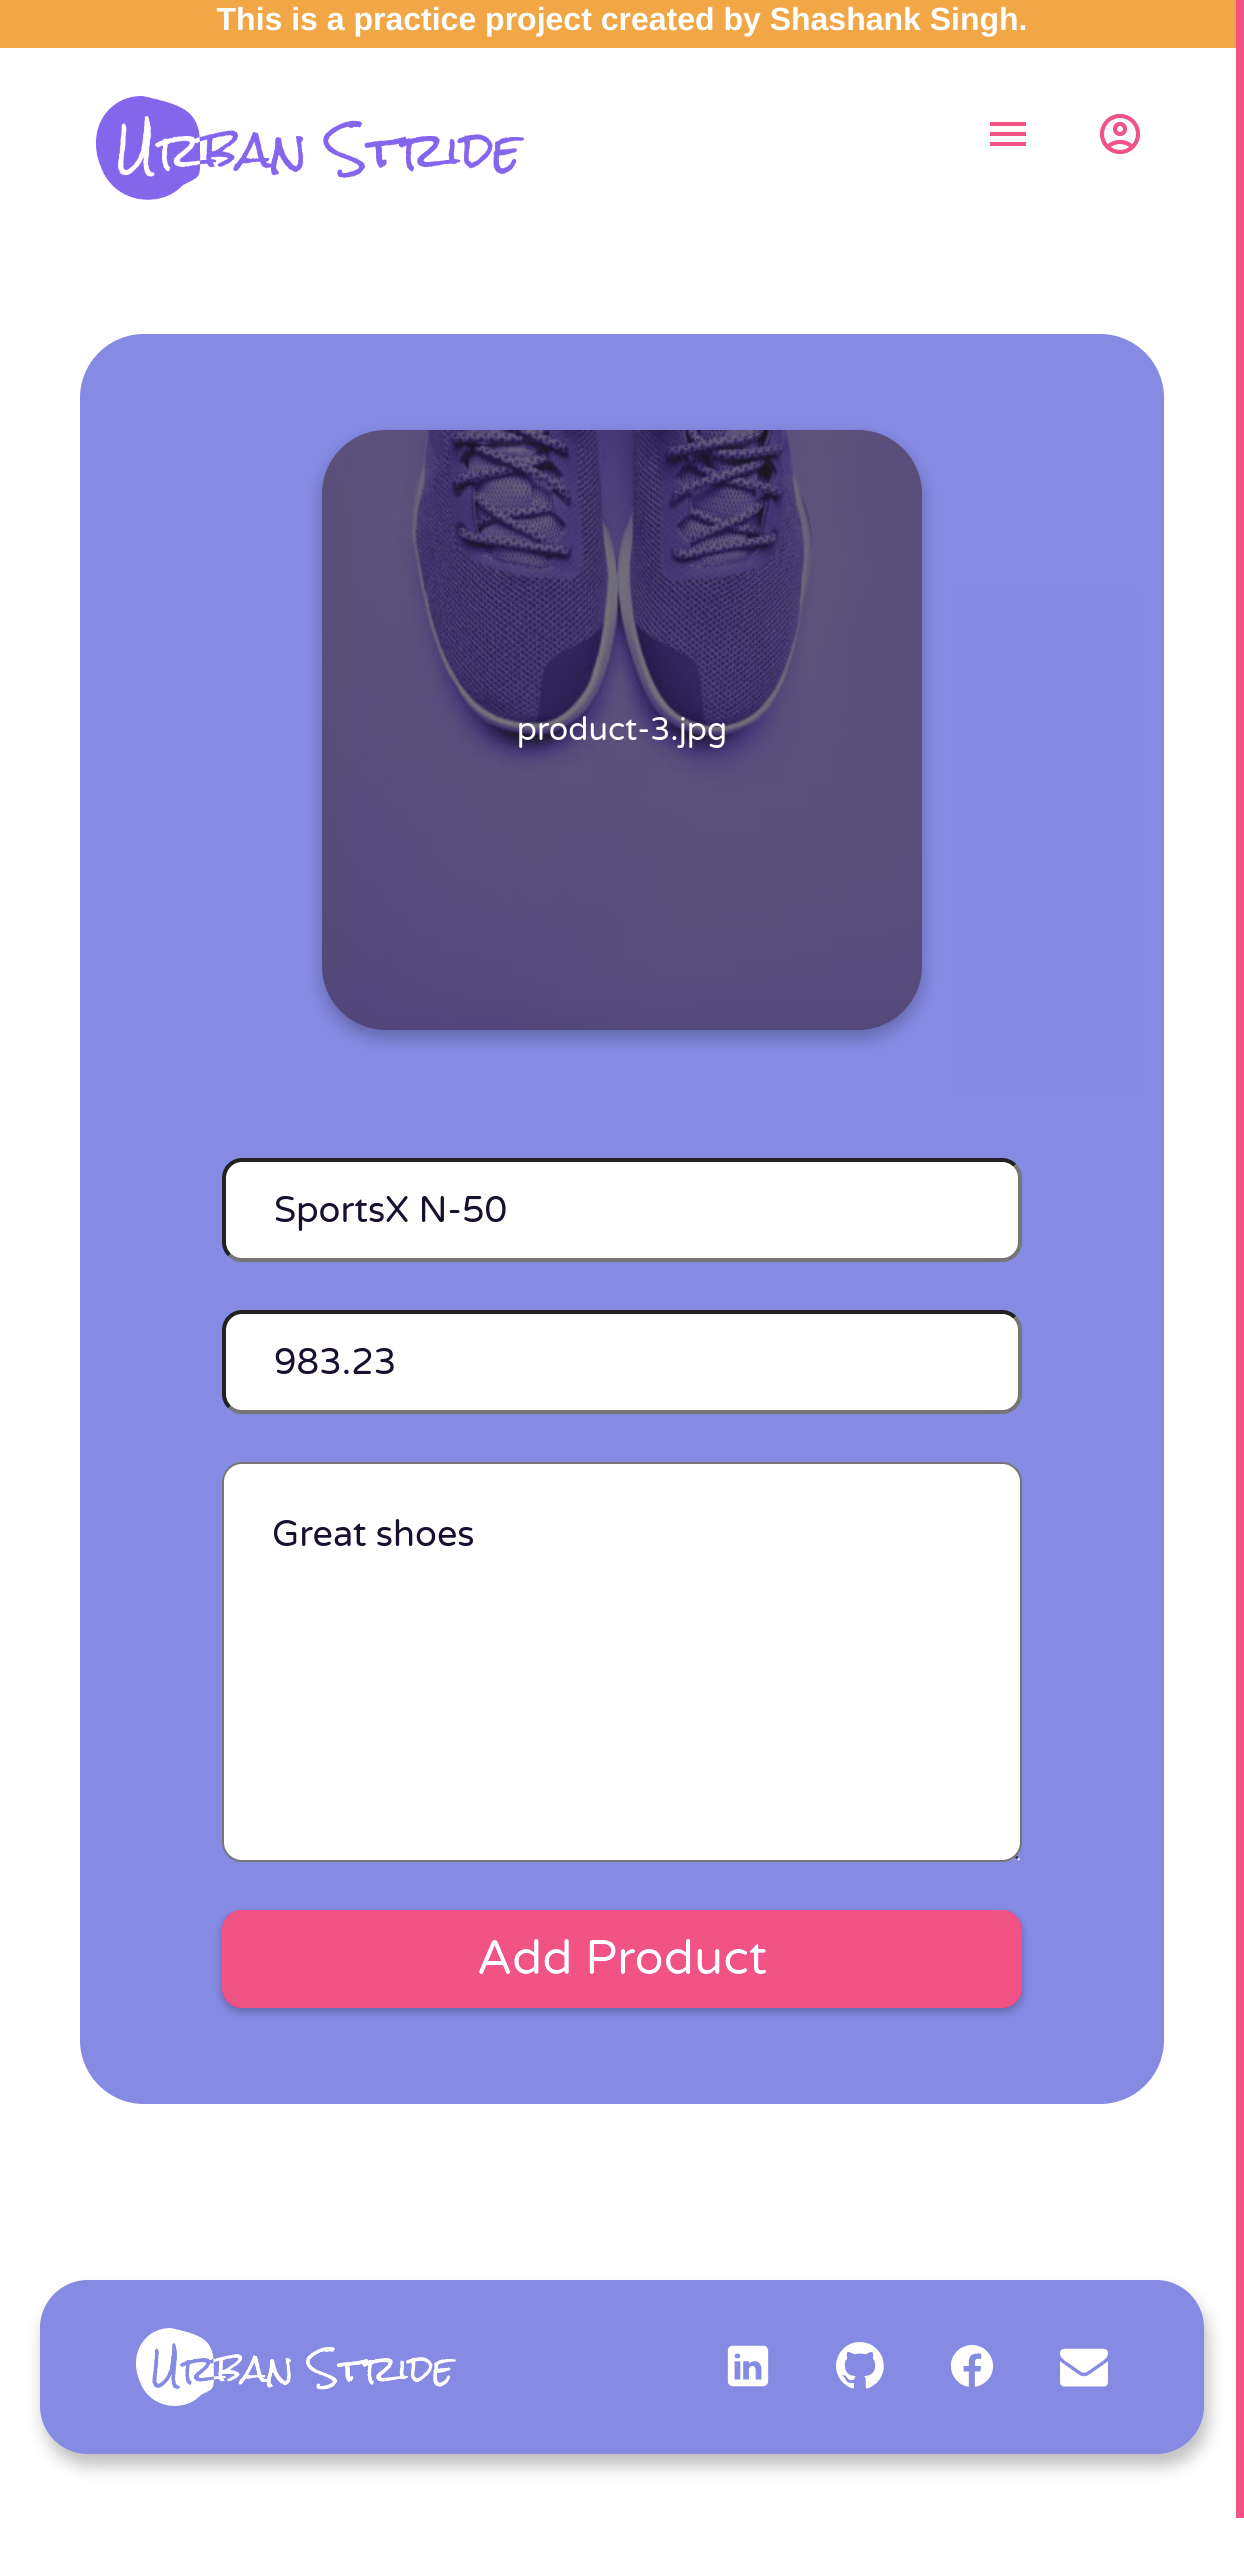 This is a practice project created by Shashank Singh.
Urban Stride
product-3.jpg
SportsX N-50
983.23
Great shoes
Add Product
Urban Stride
in